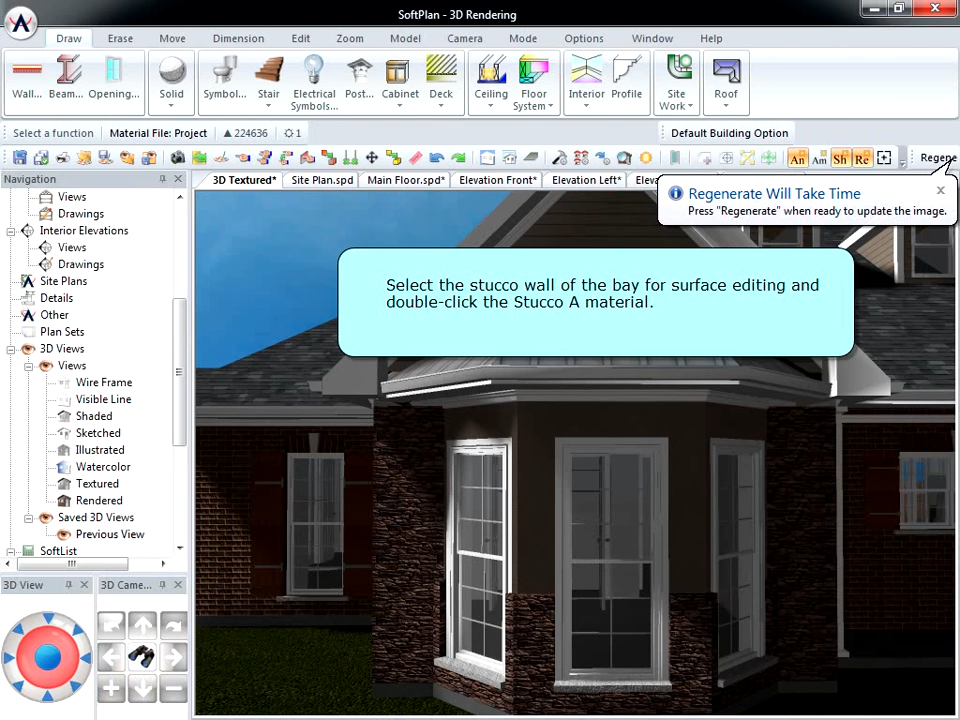 SoftPlan - 3D Rendering
Draw Erase Move Dimension Edit Zoom Model Camera Mode Options Window Help
Wall... Beam... Opening... Solid Symbol... Stair Electrical Symbols... Post... Cabinet Deck Ceiling Floor System Interior Profile Site Work Roof
Select a function Material File: Project 224636 1 Default Building Option
An Am Sh Re Regene
Navigation 3D Textured* Site Plan.spd Main Floor.spd* Elevation Front* Elevation Left* Eleva
Regenerate Will Take Time
Press "Regenerate" when ready to update the image.
Views
Drawings
Interior Elevations
Views
Drawings
Site Plans
Details
Other
Plan Sets
3D Views
Views
Wire Frame
Visible Line
Shaded
Sketched
Illustrated
Watercolor
Textured
Rendered
Saved 3D Views
Previous View
SoftList
Select the stucco wall of the bay for surface editing and
double-click the Stucco A material.
3D View 3D Came...